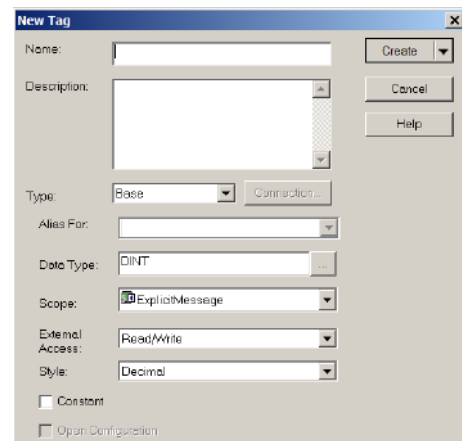 New Tag
Name:
Create
Description:
Cancel
Help
Type:
Base
Connection...
Alias For:
Data Type:
DINT
...
Scope:
ExplicitMessage
External Access:
Read/Write
Style:
Decimal
Constant
Open Configuration